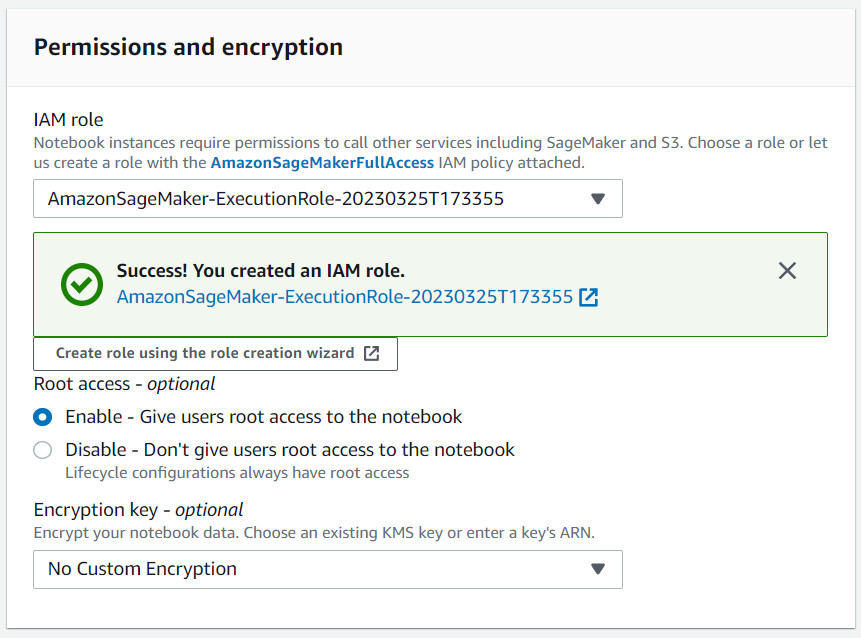 Permissions and encryption
IAM role
Notebook instances require permissions to call other services including SageMaker and S3. Choose a role or let
us create a role with the AmazonSageMakerFullAccess IAM policy attached.
AmazonSageMaker-ExecutionRole-20230325T173355
Success! You created an IAM role.
AmazonSageMaker-ExecutionRole-20230325T173355
Create role using the role creation wizard
Root access - optional
Enable - Give users root access to the notebook
Disable - Don't give users root access to the notebook
Lifecycle configurations always have root access
Encryption key - optional
Encrypt your notebook data. Choose an existing KMS key or enter a key's ARN.
No Custom Encryption